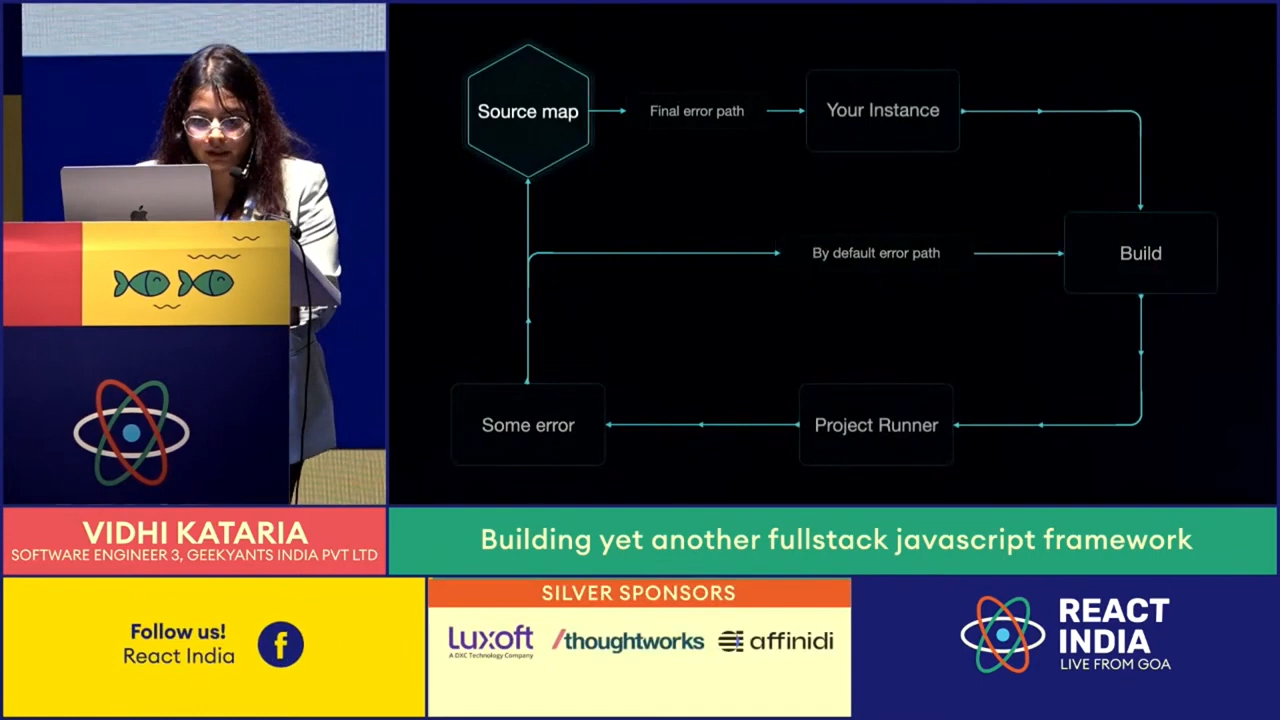 Source map
Final error path
Your Instance
By default error path
Build
Some error
Project Runner
VIDHI KATARIA
SOFTWARE ENGINEER 3, GEEKYANTS INDIA PVT LTD
Building yet another fullstack javascript framework
Follow us!
React India
SILVER SPONSORS
Luxoft
A DXC Technology Company
/thoughtworks
affinidi
REACT
INDIA
LIVE FROM GOA